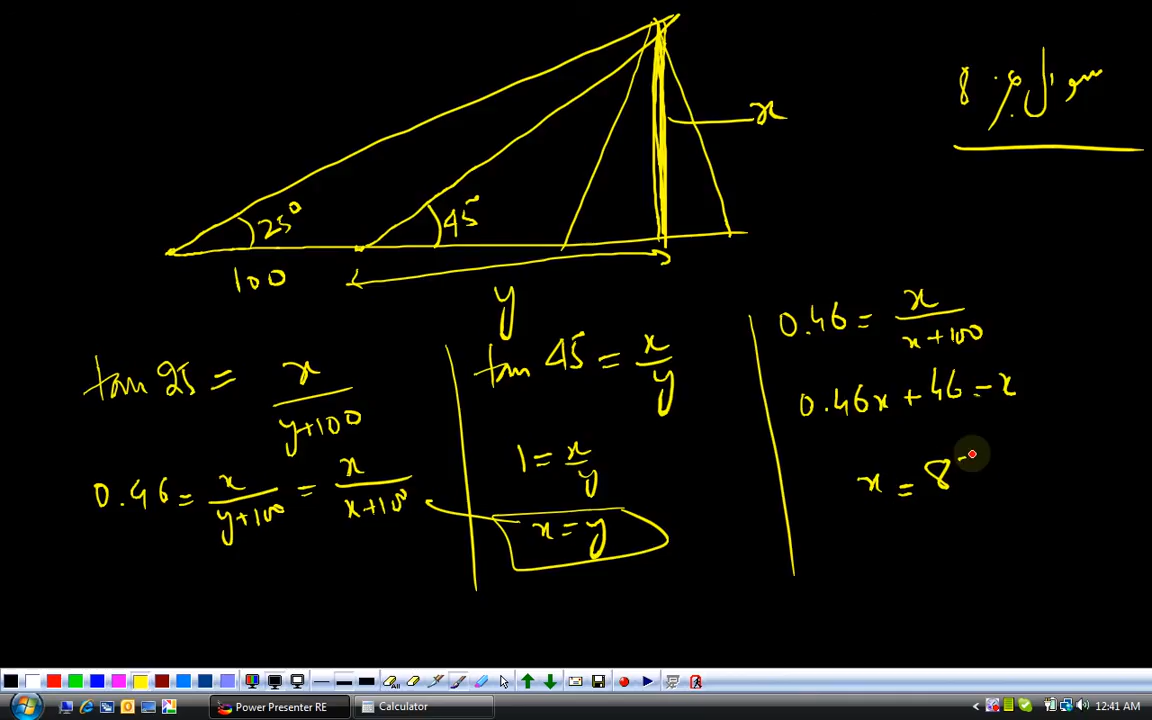 سوال نمبر 8
x
25°
45°
100
y
tan 25 = x / y+100
0.46 = x / y+100 = x / x+100
tan 45 = x / y
1 = x / y
x = y
0.46 = x / x+100
0.46x + 46 = x
x = 8
Power Presenter RE
Calculator
12:41 AM